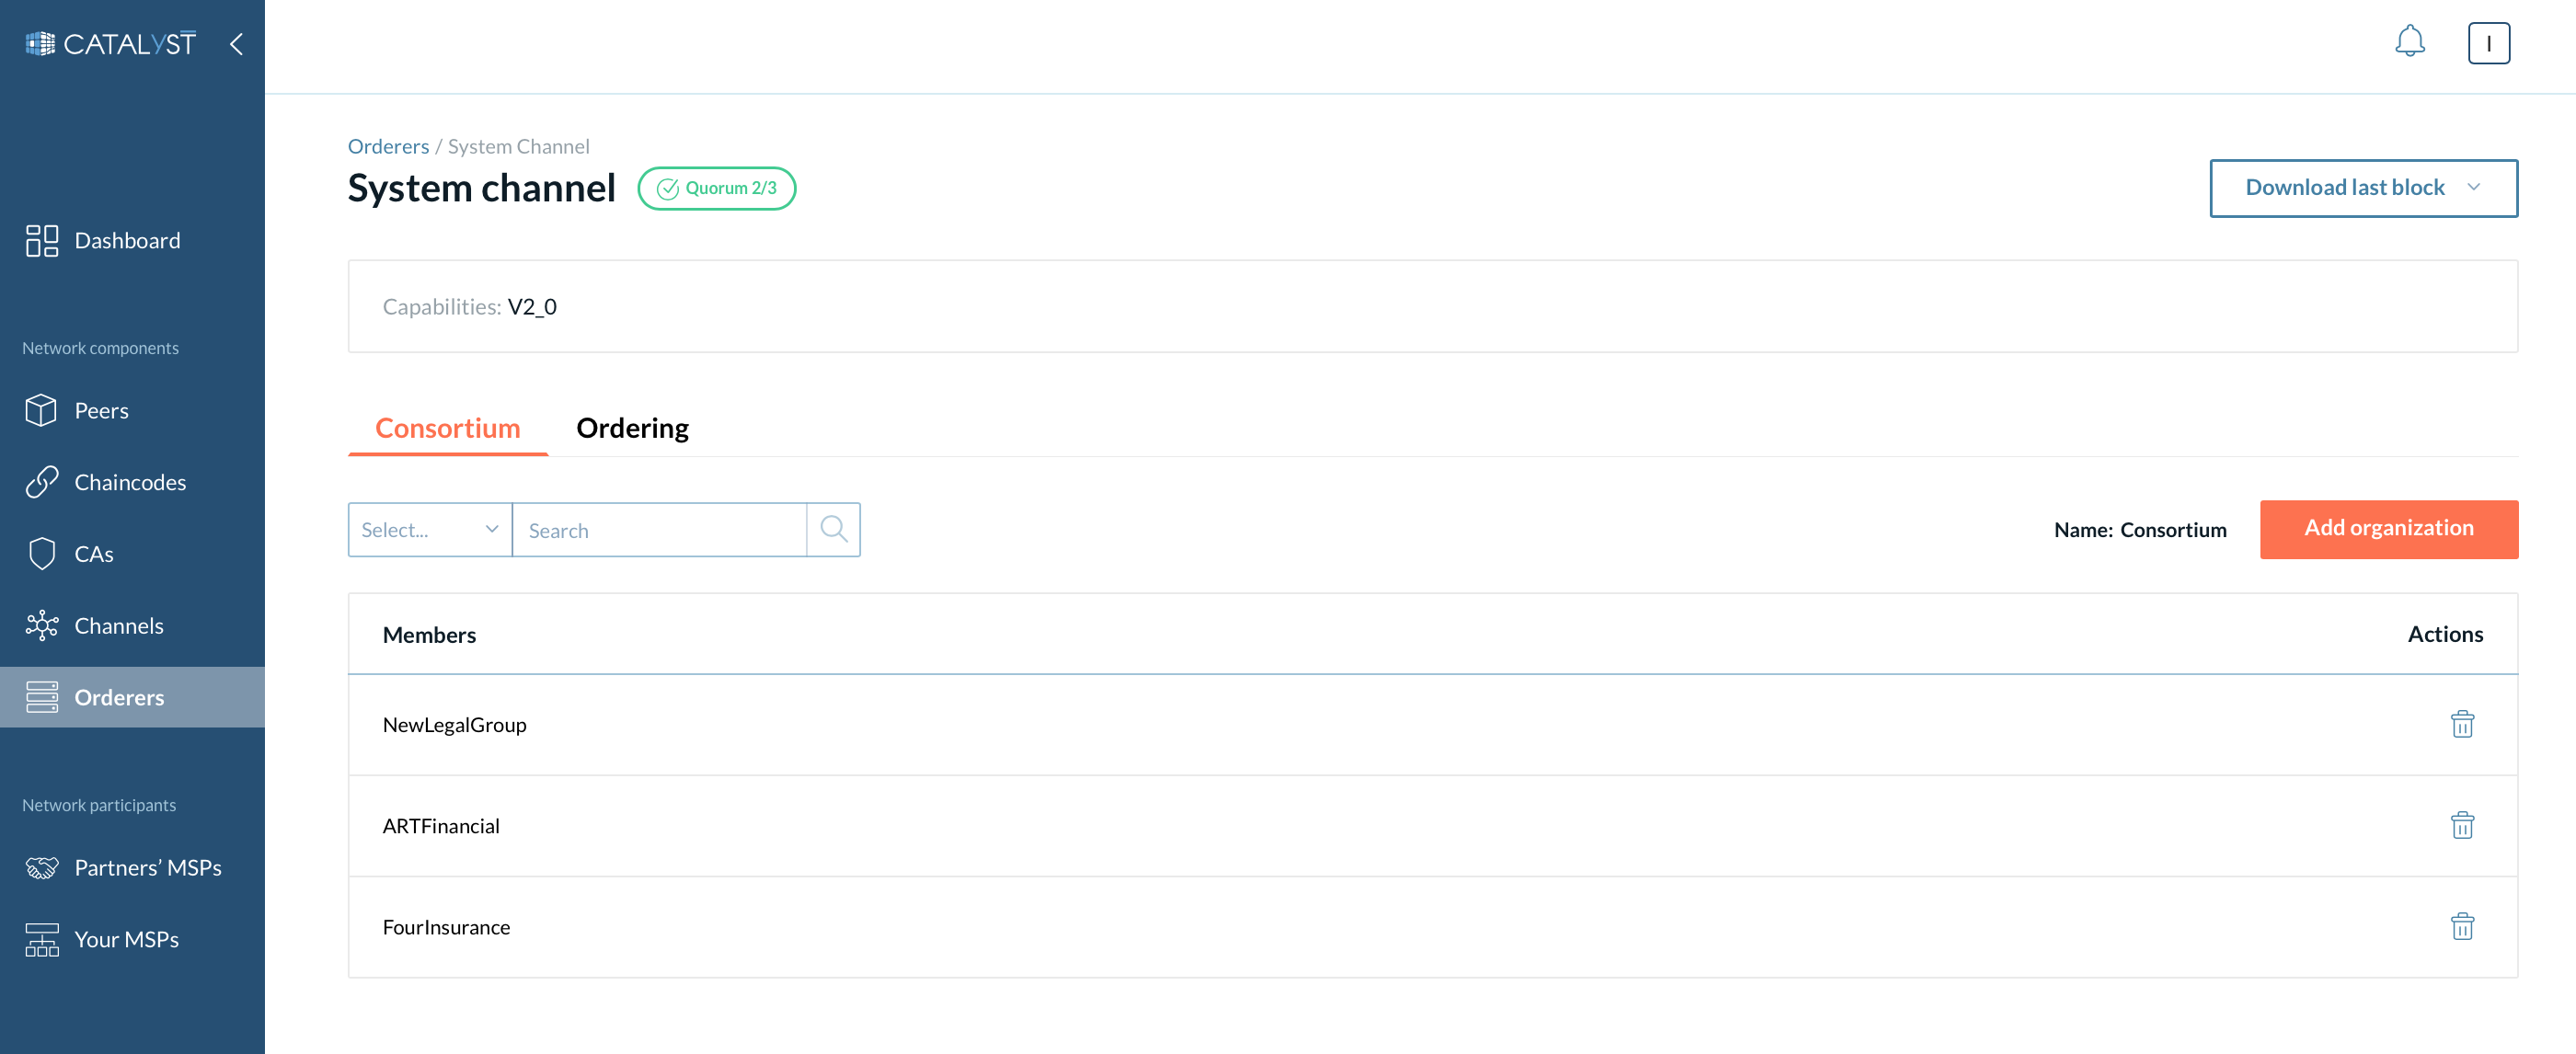 CATALYST
I
Dashboard
Network components
Peers
Chaincodes
CAs
Channels
Orderers
Network participants
Partners’ MSPs
Your MSPs
Orderers / System Channel
System channel
Quorum 2/3
Download last block
Capabilities: V2_0
Consortium
Ordering
Select...
Search
Name: Consortium
Add organization
Members
Actions
NewLegalGroup
ARTFinancial
FourInsurance